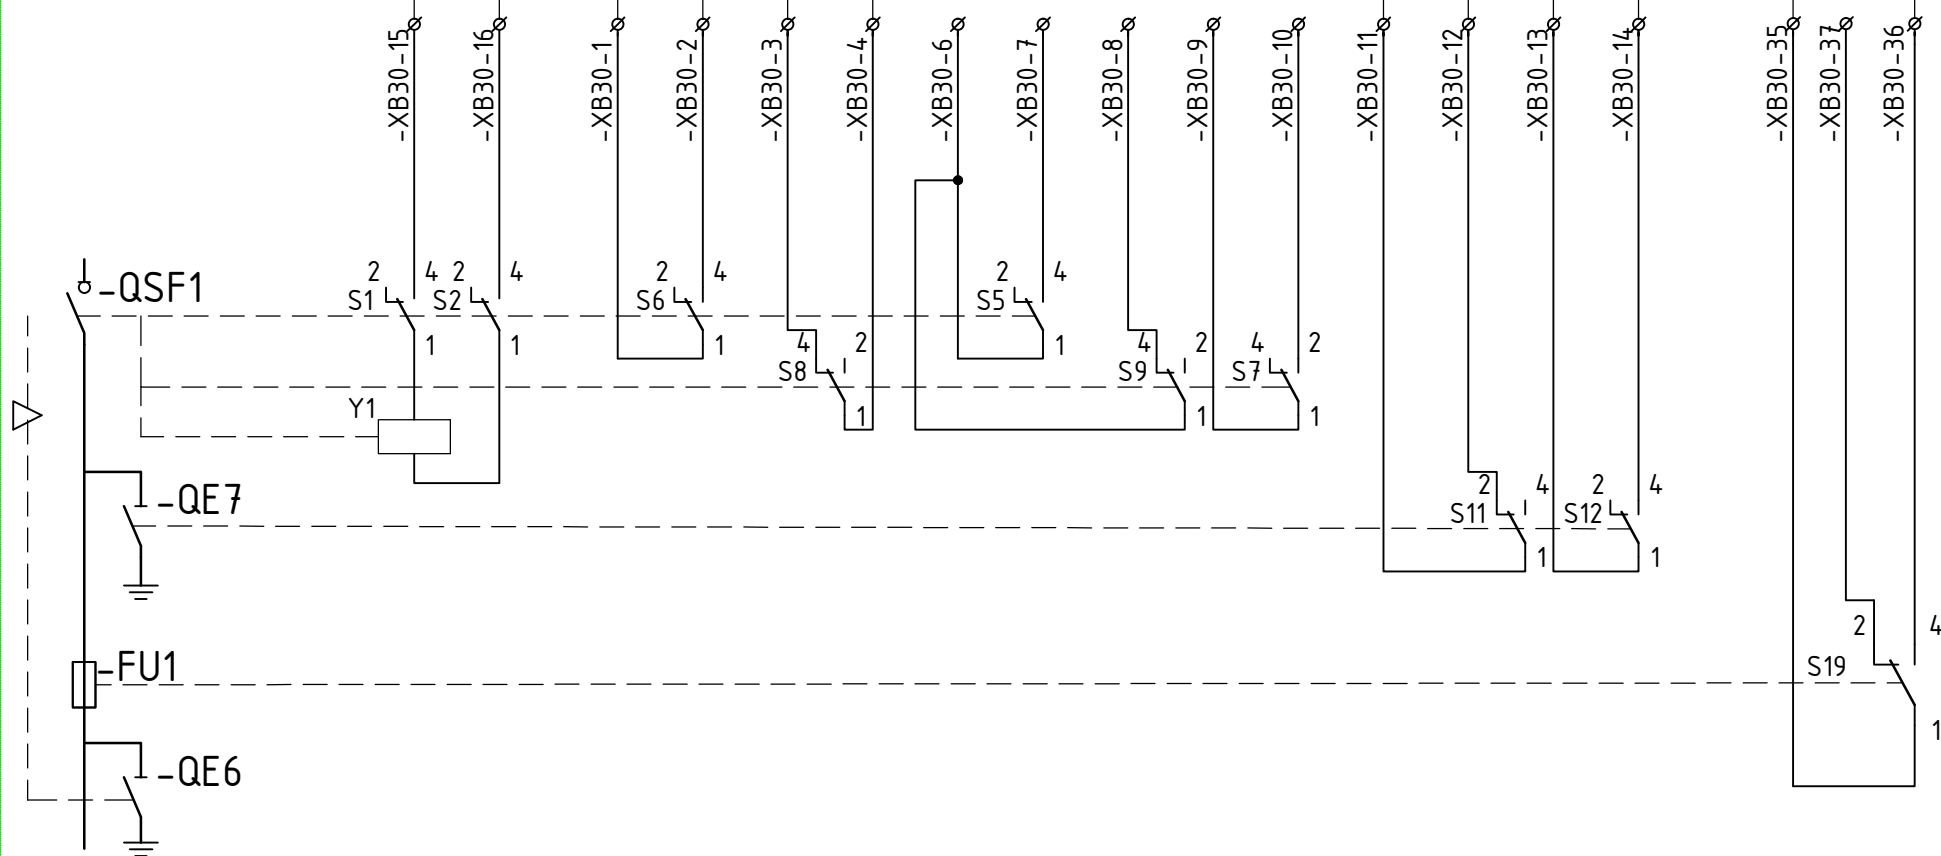 -XB30-15
-XB30-16
-XB30-1
-XB30-2
-XB30-3
-XB30-4
-XB30-6
-XB30-7
-XB30-8
-XB30-9
-XB30-10
-XB30-11
-XB30-12
-XB30-13
-XB30-14
-XB30-35
-XB30-37
-XB30-36
2 4 2 4 2 4 2 4
-QSF1 S1 S2 S6 S5
1 1 1 1
4 2 4 2 4 2
S8 S9 S7
Y1 1 1 1
2 4 2 4
-QE7 S11 S12
1 1
2 4
-FU1 S19
1
-QE6